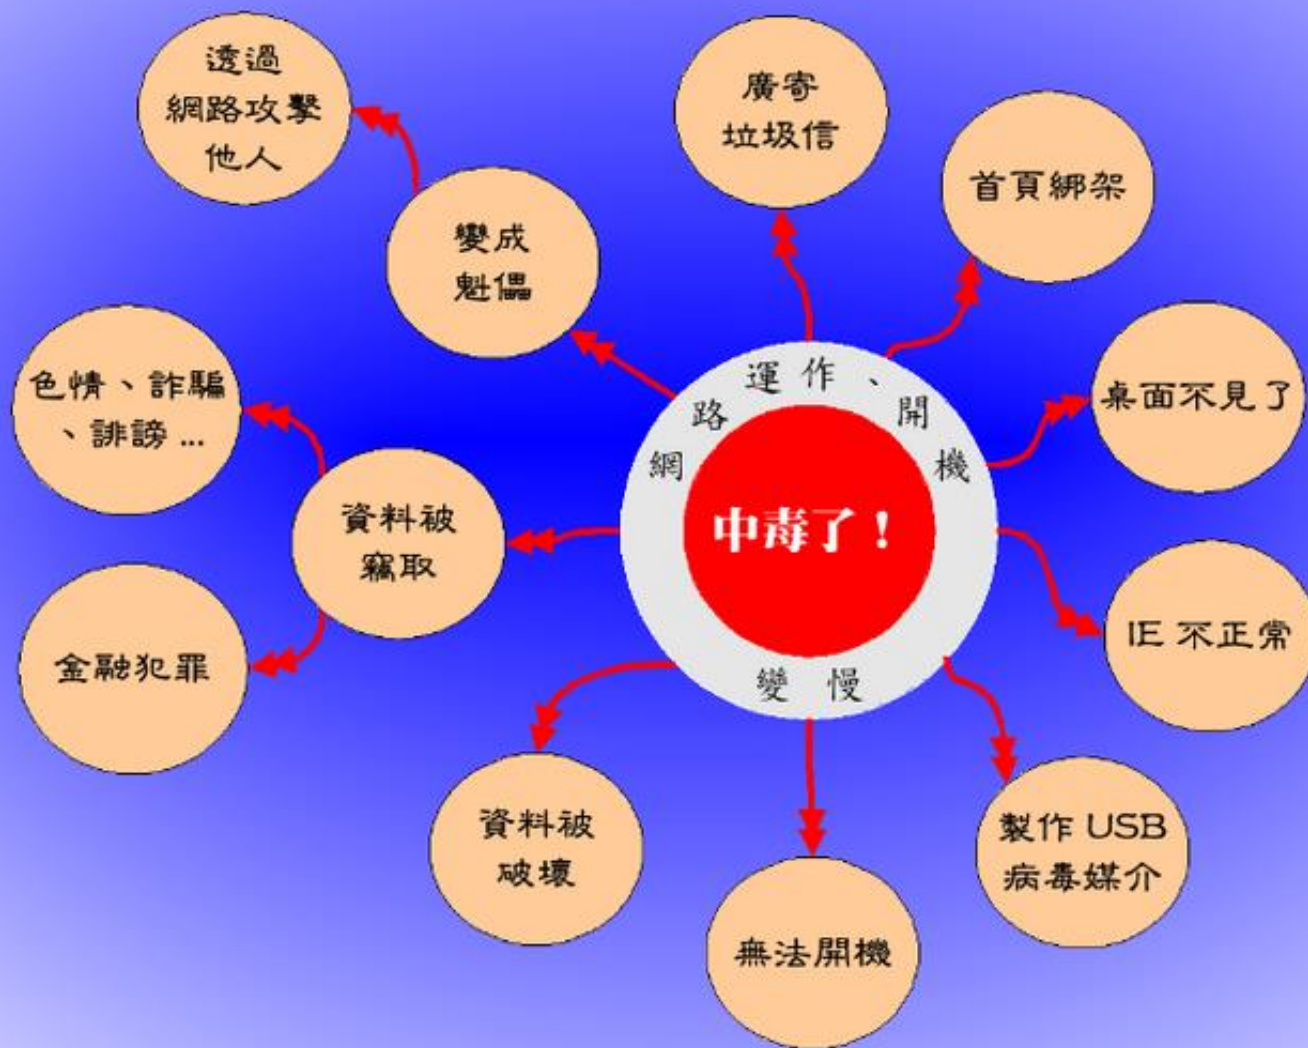 透過
網路攻擊
他人
廣寄
垃圾信
首頁綁架
變成
魁儡
色情、詐騙
、誹謗...
網路運作、開機
變慢
中毒了!
桌面不見了
資料被
竊取
IE 不正常
金融犯罪
資料被
破壞
製作 USB
病毒媒介
無法開機